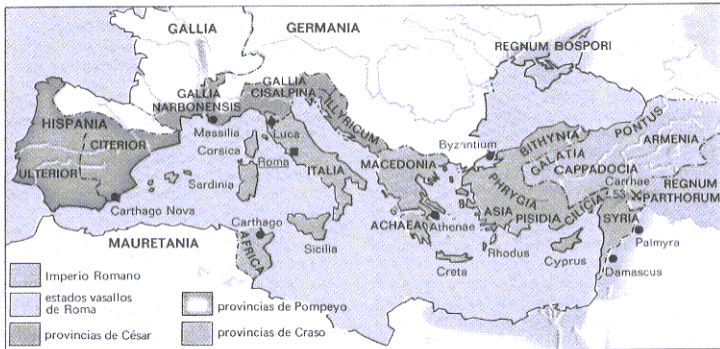 GALLIA
GERMANIA
REGNUM BOSPORI
GALLIA
NARBONENSIS
GALLIA
CISALPINA
ILLYRICUM
HISPANIA
CITERIOR
ULTERIOR
Massilia
Luca
Corsica
Roma
ITALIA
Sardinia
MACEDONIA
Byzantium
BITHYNIA
PONTUS
GALATIA
ARMENIA
CAPPADOCIA
PHRYGIA
Carrhae
53
REGNUM
PARTHORUM
CILICIA
ASIA
PISIDIA
SYRIA
Carthago Nova
Carthago
ACHAEA
Athenae
MAURETANIA
AFRICA
Sicilia
Creta
Rhodus
Cyprus
Palmyra
Damascus
Imperio Romano
estados vasallos
de Roma
provincias de César
provincias de Pompeyo
provincias de Craso